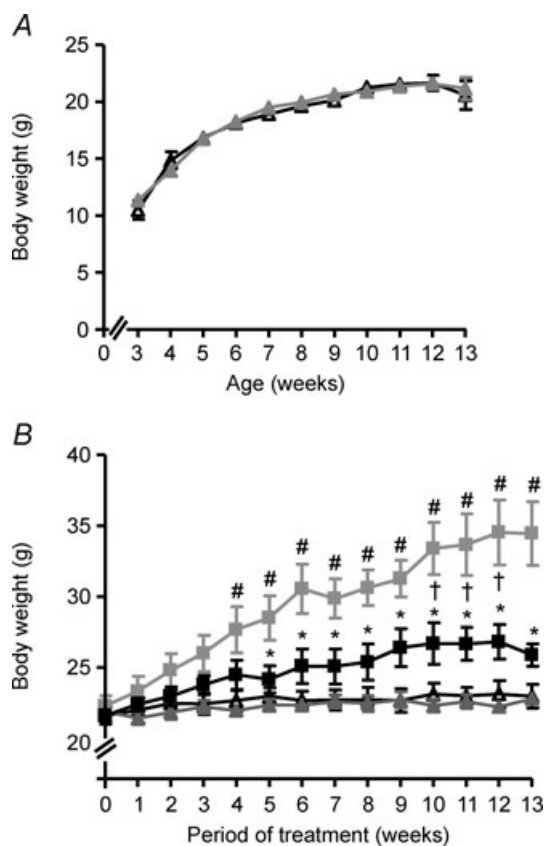 A
Body weight (g)
25
20
15
10
5
0
0 3 4 5 6 7 8 9 10 11 12 13
Age (weeks)
B
Body weight (g)
40
35
30
25
20
# # # # # # # # # #
† † †
* * * * * * * * *
0 1 2 3 4 5 6 7 8 9 10 11 12 13
Period of treatment (weeks)